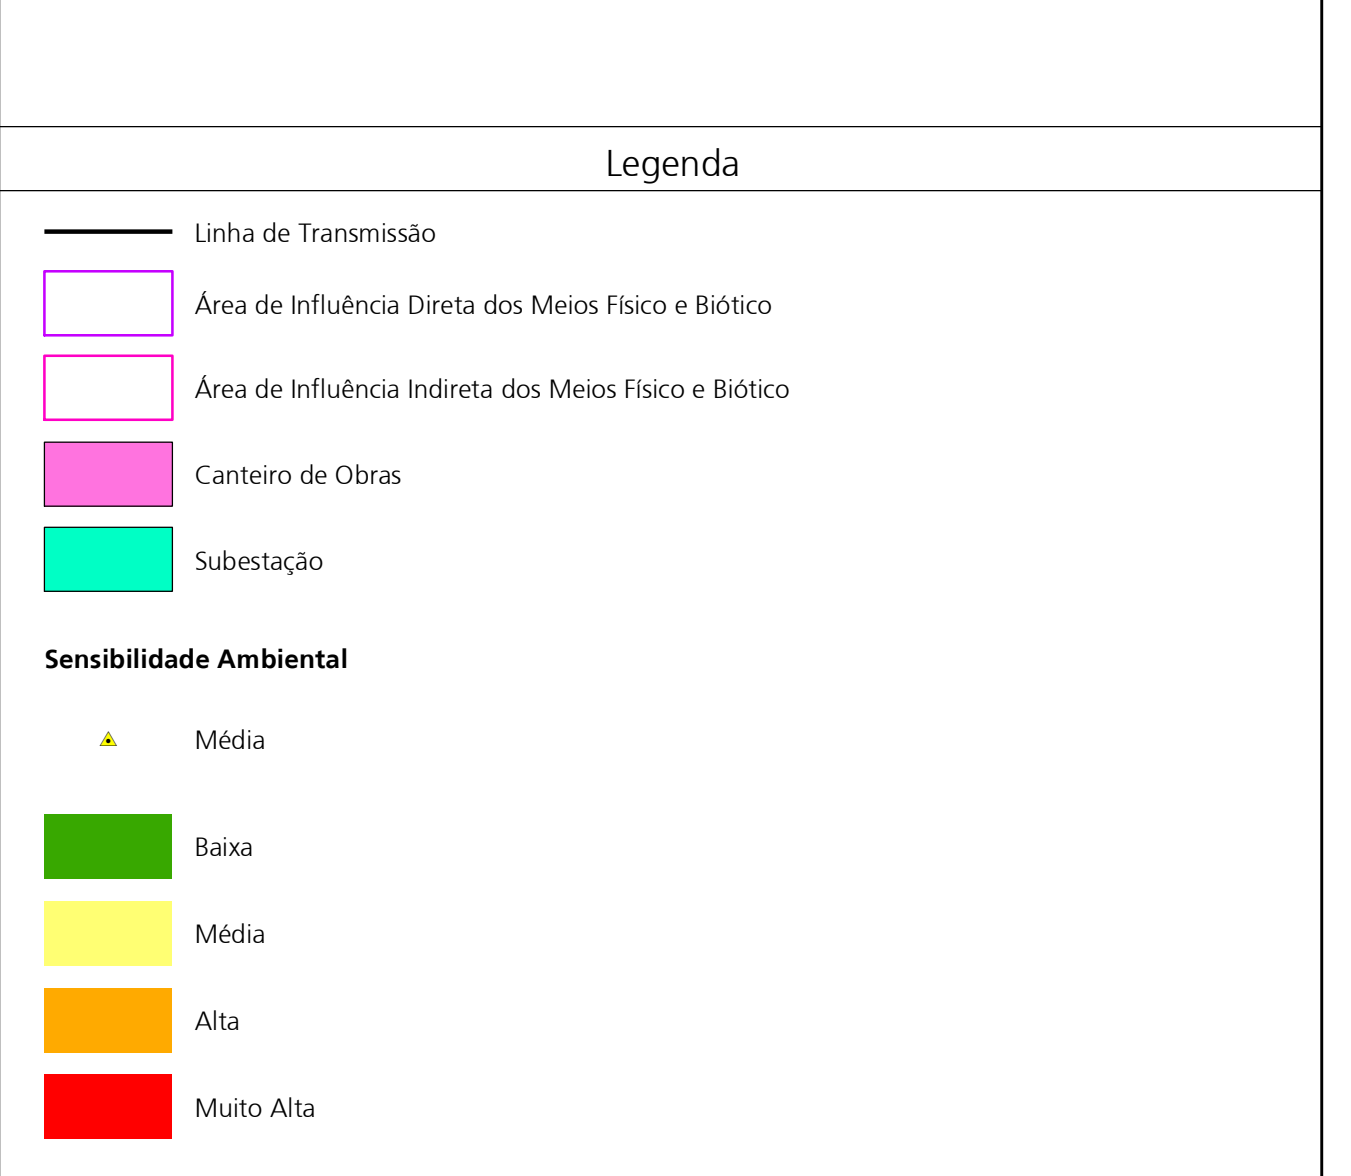 Legenda
Linha de Transmissão
Área de Influência Direta dos Meios Físico e Biótico
Área de Influência Indireta dos Meios Físico e Biótico
Canteiro de Obras
Subestação
Sensibilidade Ambiental
Média
Baixa
Média
Alta
Muito Alta